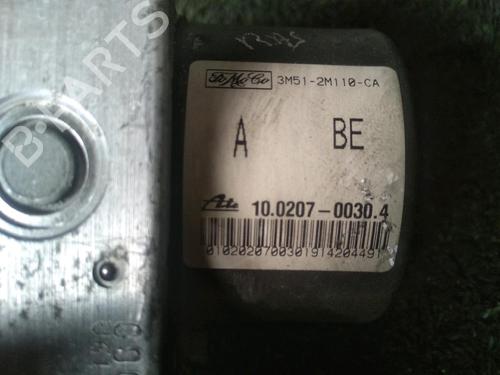 B-PARTS
FoMoCo 3M51-2M110-CA
A BE
Ate 10.0207-0030.4